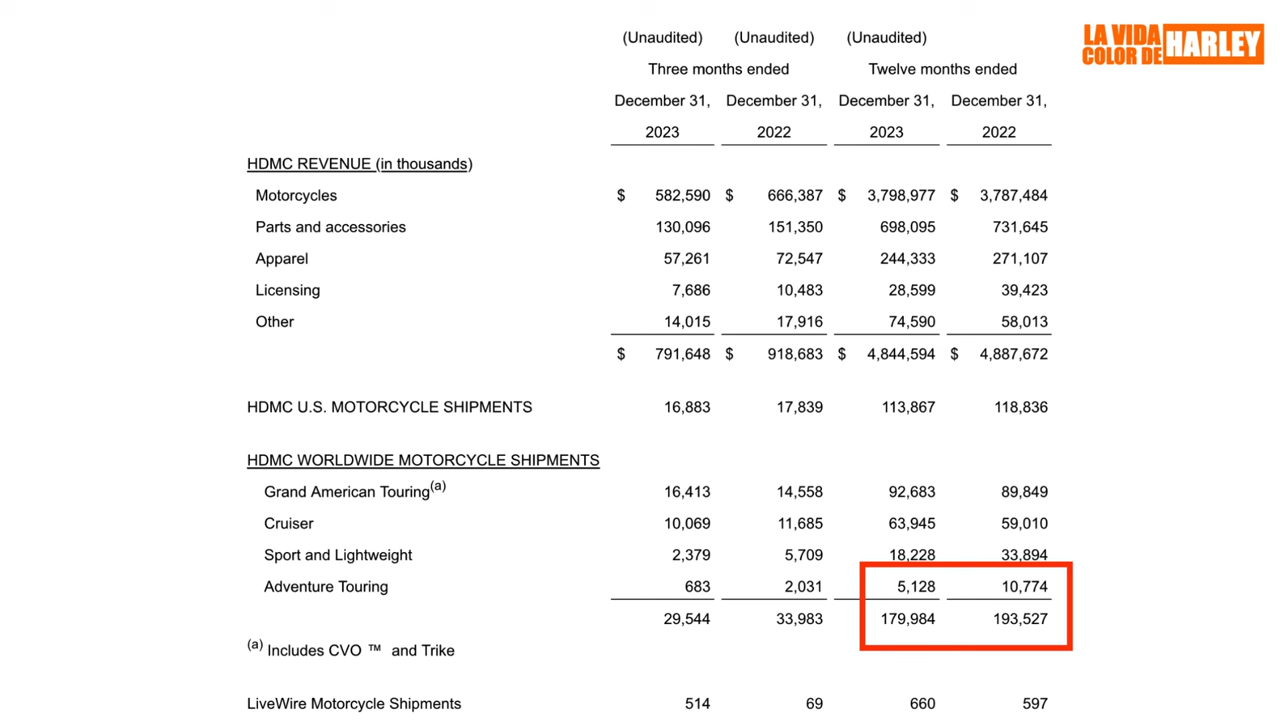 LA VIDA
COLOR DE HARLEY
(Unaudited) (Unaudited) (Unaudited)
Three months ended Twelve months ended
December 31, December 31, December 31, December 31,
2023 2022 2023 2022
HDMC REVENUE (in thousands)
Motorcycles $ 582,590 $ 666,387 $ 3,798,977 $ 3,787,484
Parts and accessories 130,096 151,350 698,095 731,645
Apparel 57,261 72,547 244,333 271,107
Licensing 7,686 10,483 28,599 39,423
Other 14,015 17,916 74,590 58,013
$ 791,648 $ 918,683 $ 4,844,594 $ 4,887,672
HDMC U.S. MOTORCYCLE SHIPMENTS 16,883 17,839 113,867 118,836
HDMC WORLDWIDE MOTORCYCLE SHIPMENTS
Grand American Touring(a) 16,413 14,558 92,683 89,849
Cruiser 10,069 11,685 63,945 59,010
Sport and Lightweight 2,379 5,709 18,228 33,894
Adventure Touring 683 2,031 5,128 10,774
29,544 33,983 179,984 193,527
(a) Includes CVO ™ and Trike
LiveWire Motorcycle Shipments 514 69 660 597